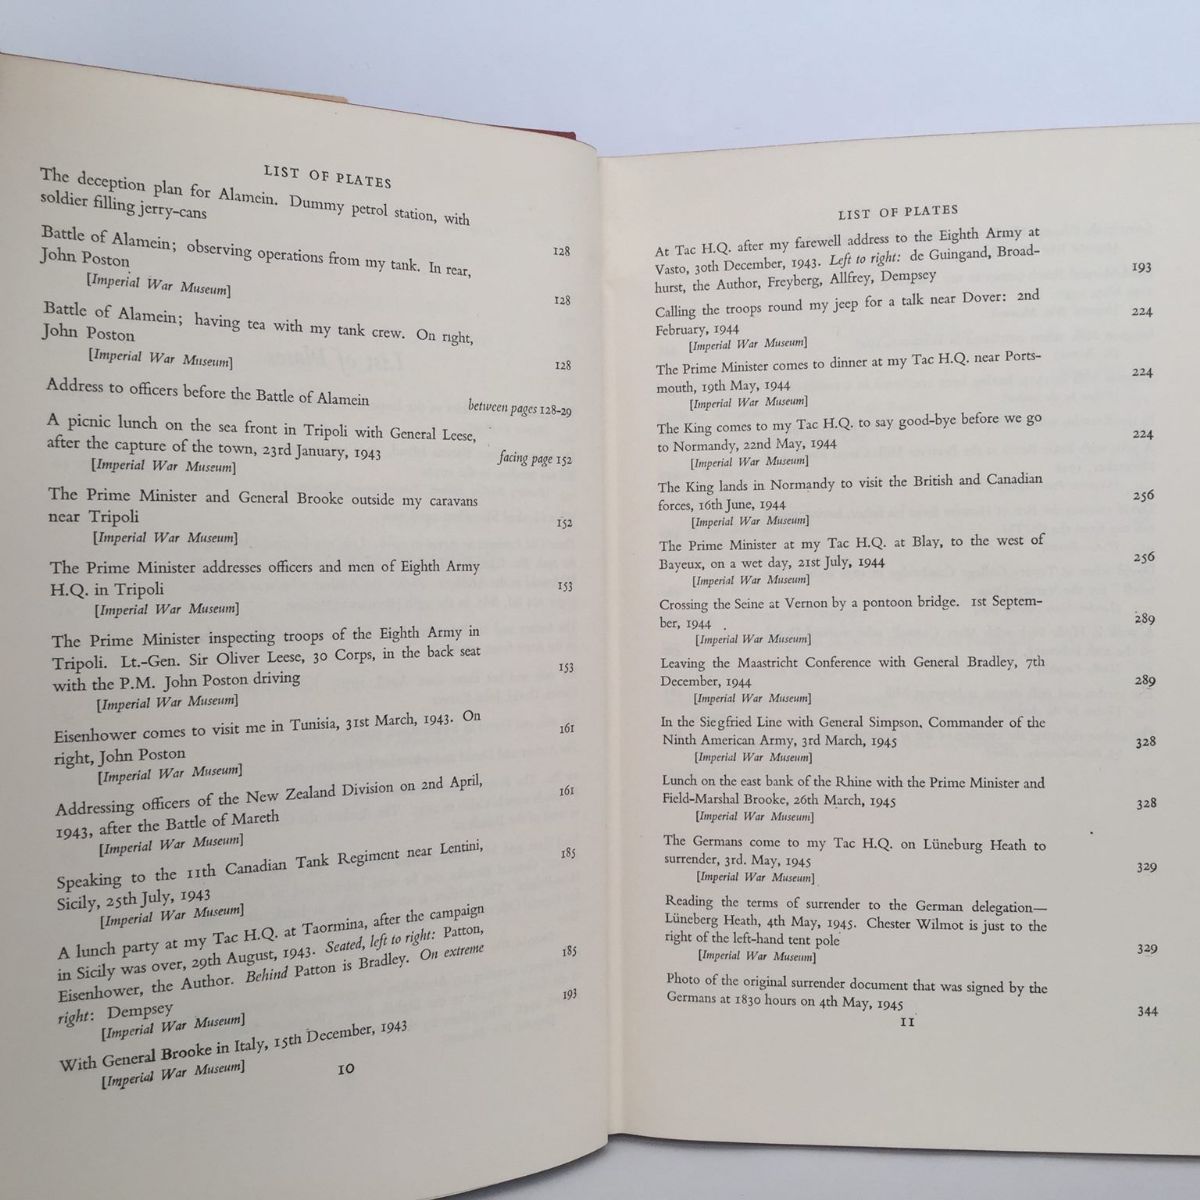 LIST OF PLATES
The deception plan for Alamein. Dummy petrol station, with
soldier filling jerry-cans
128
Battle of Alamein; observing operations from my tank. In rear,
John Poston
128
[Imperial War Museum]
Battle of Alamein; having tea with my tank crew. On right,
John Poston
128
[Imperial War Museum]
Address to officers before the Battle of Alamein between pages 128-29
A picnic lunch on the sea front in Tripoli with General Leese,
after the capture of the town, 23rd January, 1943 facing page 152
[Imperial War Museum]
The Prime Minister and General Brooke outside my caravans
near Tripoli 152
[Imperial War Museum]
The Prime Minister addresses officers and men of Eighth Army
H.Q. in Tripoli 153
[Imperial War Museum]
The Prime Minister inspecting troops of the Eighth Army in
Tripoli. Lt.-Gen. Sir Oliver Leese, 30 Corps, in the back seat
with the P.M. John Poston driving 153
[Imperial War Museum]
Eisenhower comes to visit me in Tunisia, 31st March, 1943. On
right, John Poston 161
[Imperial War Museum]
Addressing officers of the New Zealand Division on 2nd April,
1943, after the Battle of Mareth 161
[Imperial War Museum]
Speaking to the 11th Canadian Tank Regiment near Lentini,
Sicily, 25th July, 1943 185
[Imperial War Museum]
A lunch party at my Tac H.Q. at Taormina, after the campaign
in Sicily was over, 29th August, 1943. Seated, left to right: Patton,
Eisenhower, the Author. Behind Patton is Bradley. On extreme
right: Dempsey 185
[Imperial War Museum]
With General Brooke in Italy, 15th December, 1943 193
[Imperial War Museum]
10
LIST OF PLATES
At Tac H.Q. after my farewell address to the Eighth Army at
Vasto, 30th December, 1943. Left to right: de Guingand, Broad-
hurst, the Author, Freyberg, Allfrey, Dempsey 193
Calling the troops round my jeep for a talk near Dover: 2nd
February, 1944 224
[Imperial War Museum]
The Prime Minister comes to dinner at my Tac H.Q. near Ports-
mouth, 19th May, 1944 224
[Imperial War Museum]
The King comes to my Tac H.Q. to say good-bye before we go
to Normandy, 22nd May, 1944 224
[Imperial War Museum]
The King lands in Normandy to visit the British and Canadian
forces, 16th June, 1944 256
[Imperial War Museum]
The Prime Minister at my Tac H.Q. at Blay, to the west of
Bayeux, on a wet day, 21st July, 1944 256
[Imperial War Museum]
Crossing the Seine at Vernon by a pontoon bridge. 1st Septem-
ber, 1944 289
[Imperial War Museum]
Leaving the Maastricht Conference with General Bradley, 7th
December, 1944 289
[Imperial War Museum]
In the Siegfried Line with General Simpson, Commander of the
Ninth American Army, 3rd March, 1945 328
[Imperial War Museum]
Lunch on the east bank of the Rhine with the Prime Minister and
Field-Marshal Brooke, 26th March, 1945 328
[Imperial War Museum]
The Germans come to my Tac H.Q. on Lüneburg Heath to
surrender, 3rd. May, 1945 329
[Imperial War Museum]
Reading the terms of surrender to the German delegation—
Lüneberg Heath, 4th May, 1945. Chester Wilmot is just to the
right of the left-hand tent pole 329
[Imperial War Museum]
Photo of the original surrender document that was signed by the
Germans at 1830 hours on 4th May, 1945 344
11